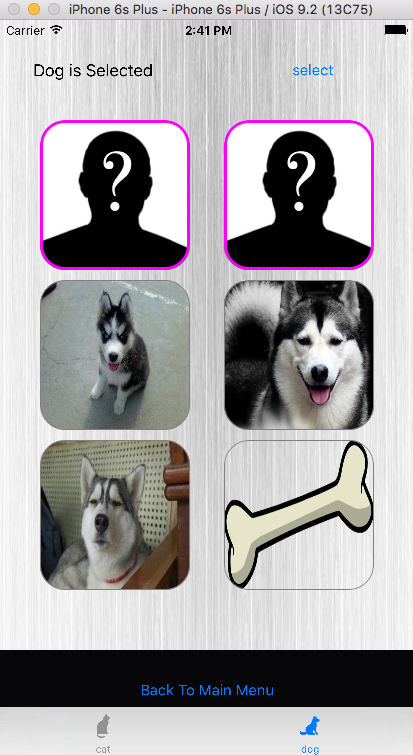 iPhone 6s Plus - iPhone 6s Plus / iOS 9.2 (13C75)
Carrier 2:41 PM
Dog is Selected select
? ?
Back To Main Menu
cat dog